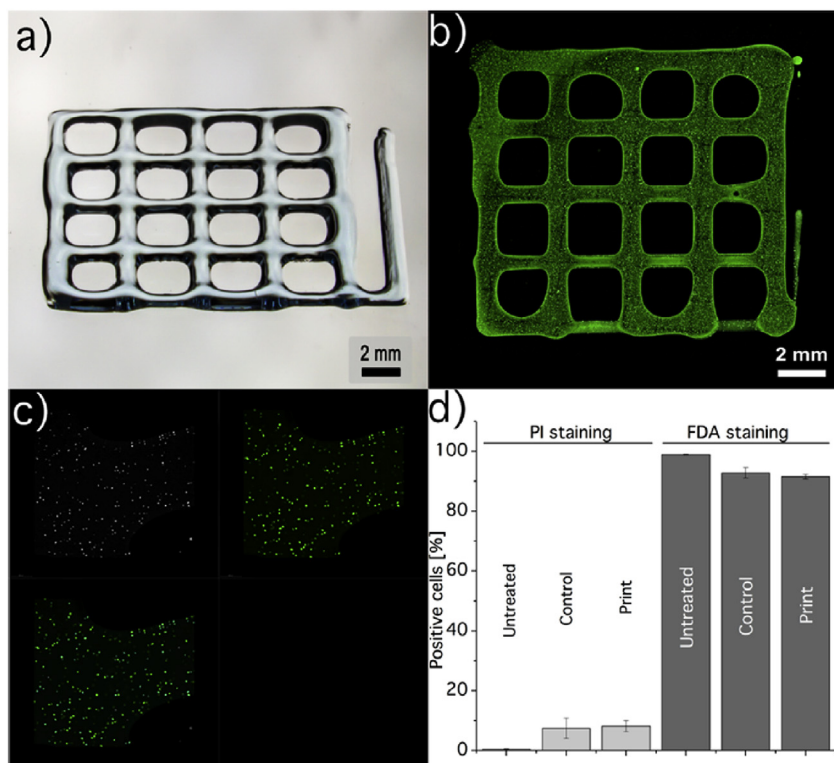 a)
2 mm
b)
2 mm
c)
d)
PI staining
FDA staining
Positive cells [%]
100
80
60
40
20
0
Untreated
Control
Print
Untreated
Control
Print